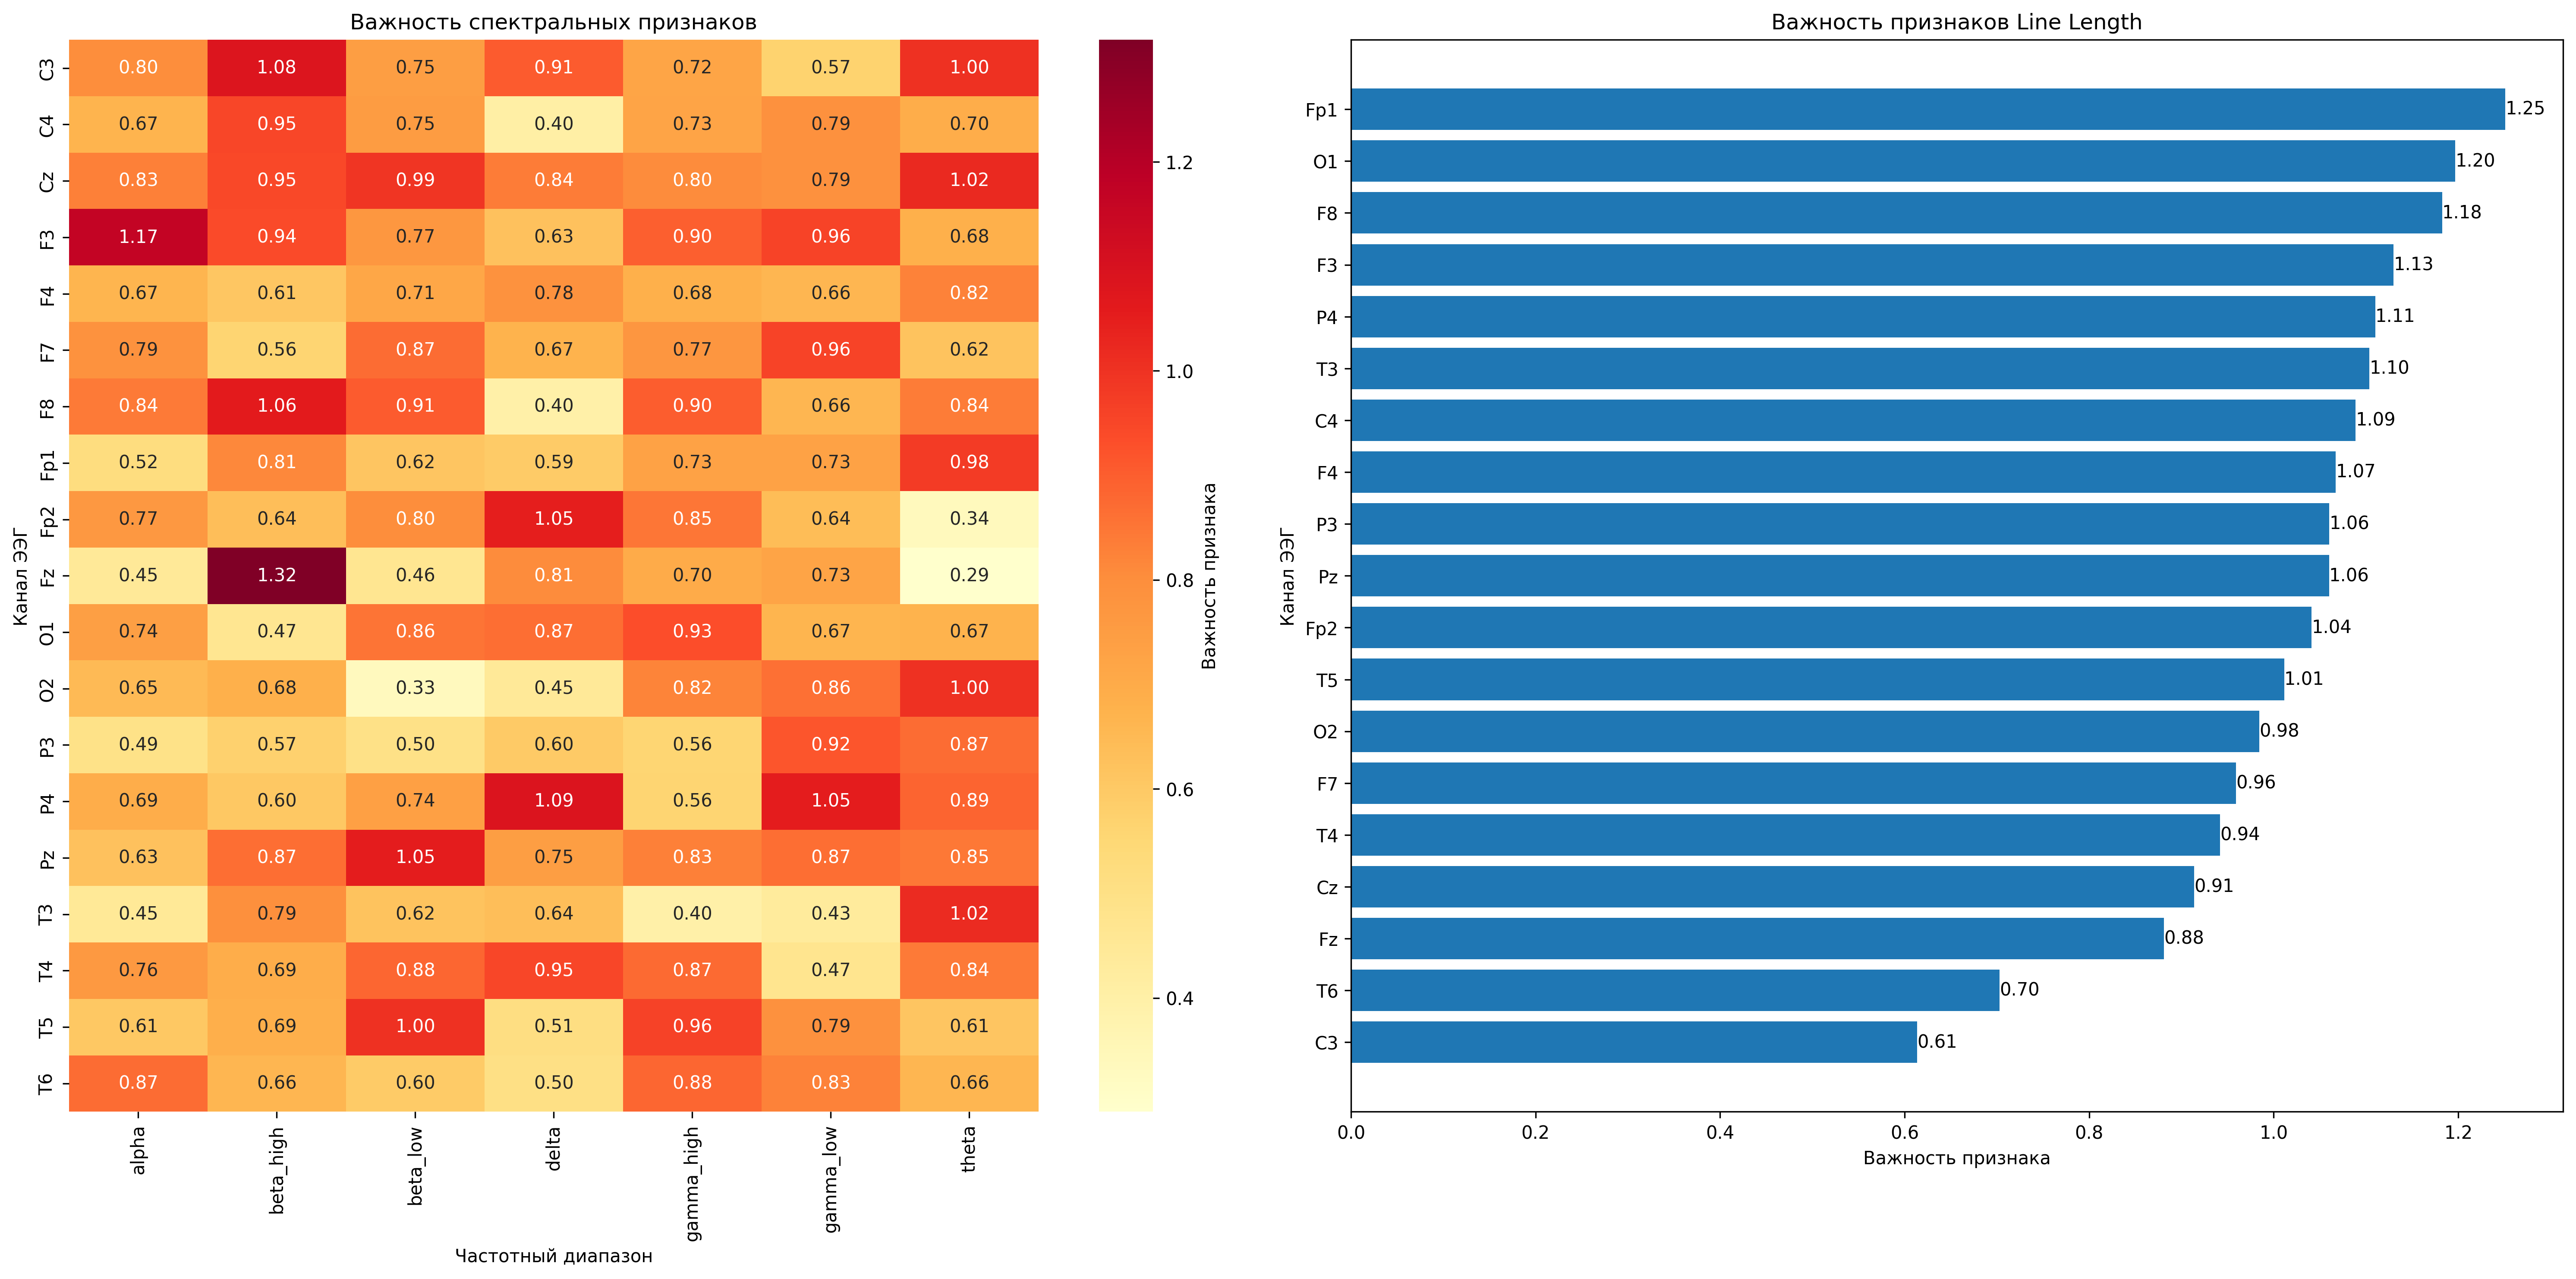 Важность спектральных признаков
Канал ЭЭГ
C3 0.80 1.08 0.75 0.91 0.72 0.57 1.00
C4 0.67 0.95 0.75 0.40 0.73 0.79 0.70
Cz 0.83 0.95 0.99 0.84 0.80 0.79 1.02
F3 1.17 0.94 0.77 0.63 0.90 0.96 0.68
F4 0.67 0.61 0.71 0.78 0.68 0.66 0.82
F7 0.79 0.56 0.87 0.67 0.77 0.96 0.62
F8 0.84 1.06 0.91 0.40 0.90 0.66 0.84
Fp1 0.52 0.81 0.62 0.59 0.73 0.73 0.98
Fp2 0.77 0.64 0.80 1.05 0.85 0.64 0.34
Fz 0.45 1.32 0.46 0.81 0.70 0.73 0.29
O1 0.74 0.47 0.86 0.87 0.93 0.67 0.67
O2 0.65 0.68 0.33 0.45 0.82 0.86 1.00
P3 0.49 0.57 0.50 0.60 0.56 0.92 0.87
P4 0.69 0.60 0.74 1.09 0.56 1.05 0.89
Pz 0.63 0.87 1.05 0.75 0.83 0.87 0.85
T3 0.45 0.79 0.62 0.64 0.40 0.43 1.02
T4 0.76 0.69 0.88 0.95 0.87 0.47 0.84
T5 0.61 0.69 1.00 0.51 0.96 0.79 0.61
T6 0.87 0.66 0.60 0.50 0.88 0.83 0.66
alpha beta_high beta_low delta gamma_high gamma_low theta
Частотный диапазон
1.2
1.0
0.8
0.6
0.4
Важность признака
Важность признаков Line Length
Канал ЭЭГ
Fp1 1.25
O1 1.20
F8 1.18
F3 1.13
P4 1.11
T3 1.10
C4 1.09
F4 1.07
P3 1.06
Pz 1.06
Fp2 1.04
T5 1.01
O2 0.98
F7 0.96
T4 0.94
Cz 0.91
Fz 0.88
T6 0.70
C3 0.61
0.0 0.2 0.4 0.6 0.8 1.0 1.2
Важность признака